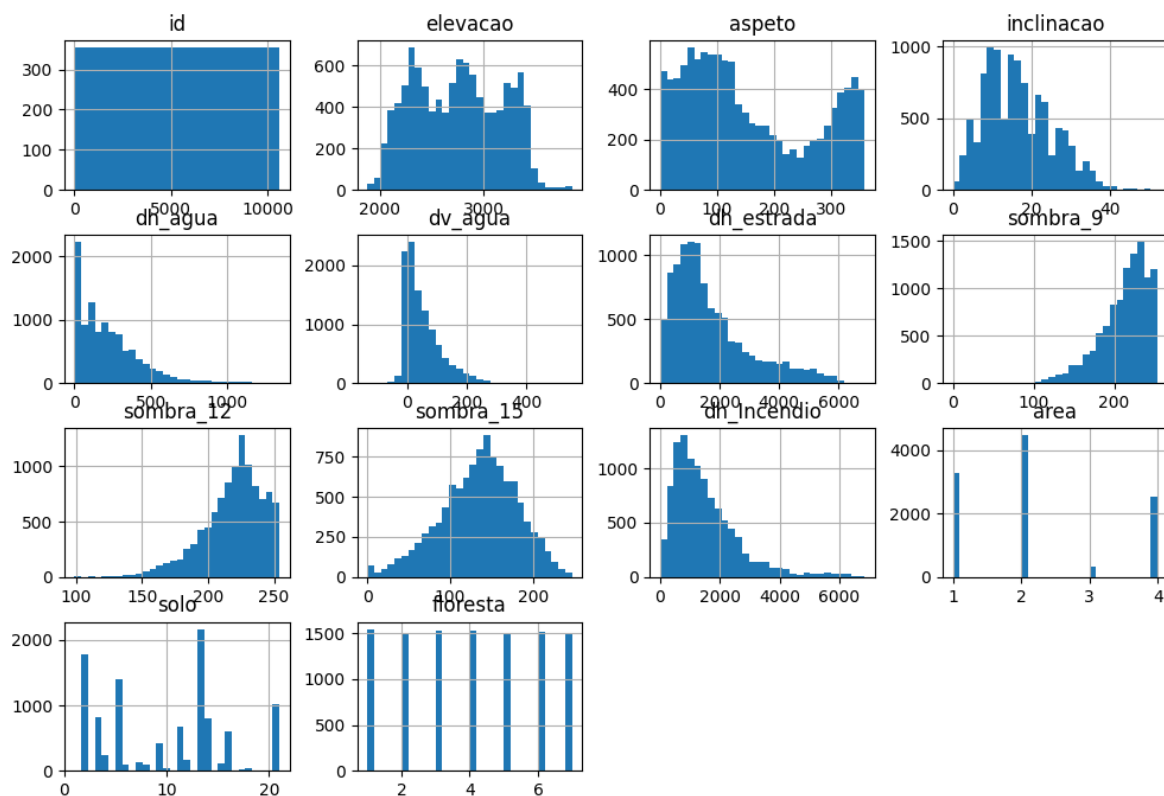 id elevacao aspeto inclinacao
300
200
100
0
0 5000 10000
600
400
200
0
2000 3000
400
200
0
0 100 200 300
1000
500
0
0 20 40
dh_agua dv_agua dh_estrada sombra_9
2000
1000
0
0 500 1000
2000
1000
0
0 200 400
1000
500
0
0 2000 4000 6000
1500
1000
500
0
0 100 200
sombra_12 sombra_15 dh_Incendio area
1000
500
0
100 150 200 250
750
500
250
0
0 100 200
1000
500
0
0 2000 4000 6000
4000
2000
0
1 2 3 4
solo floresta
2000
1000
0
0 10 20
1500
1000
500
0
2 4 6